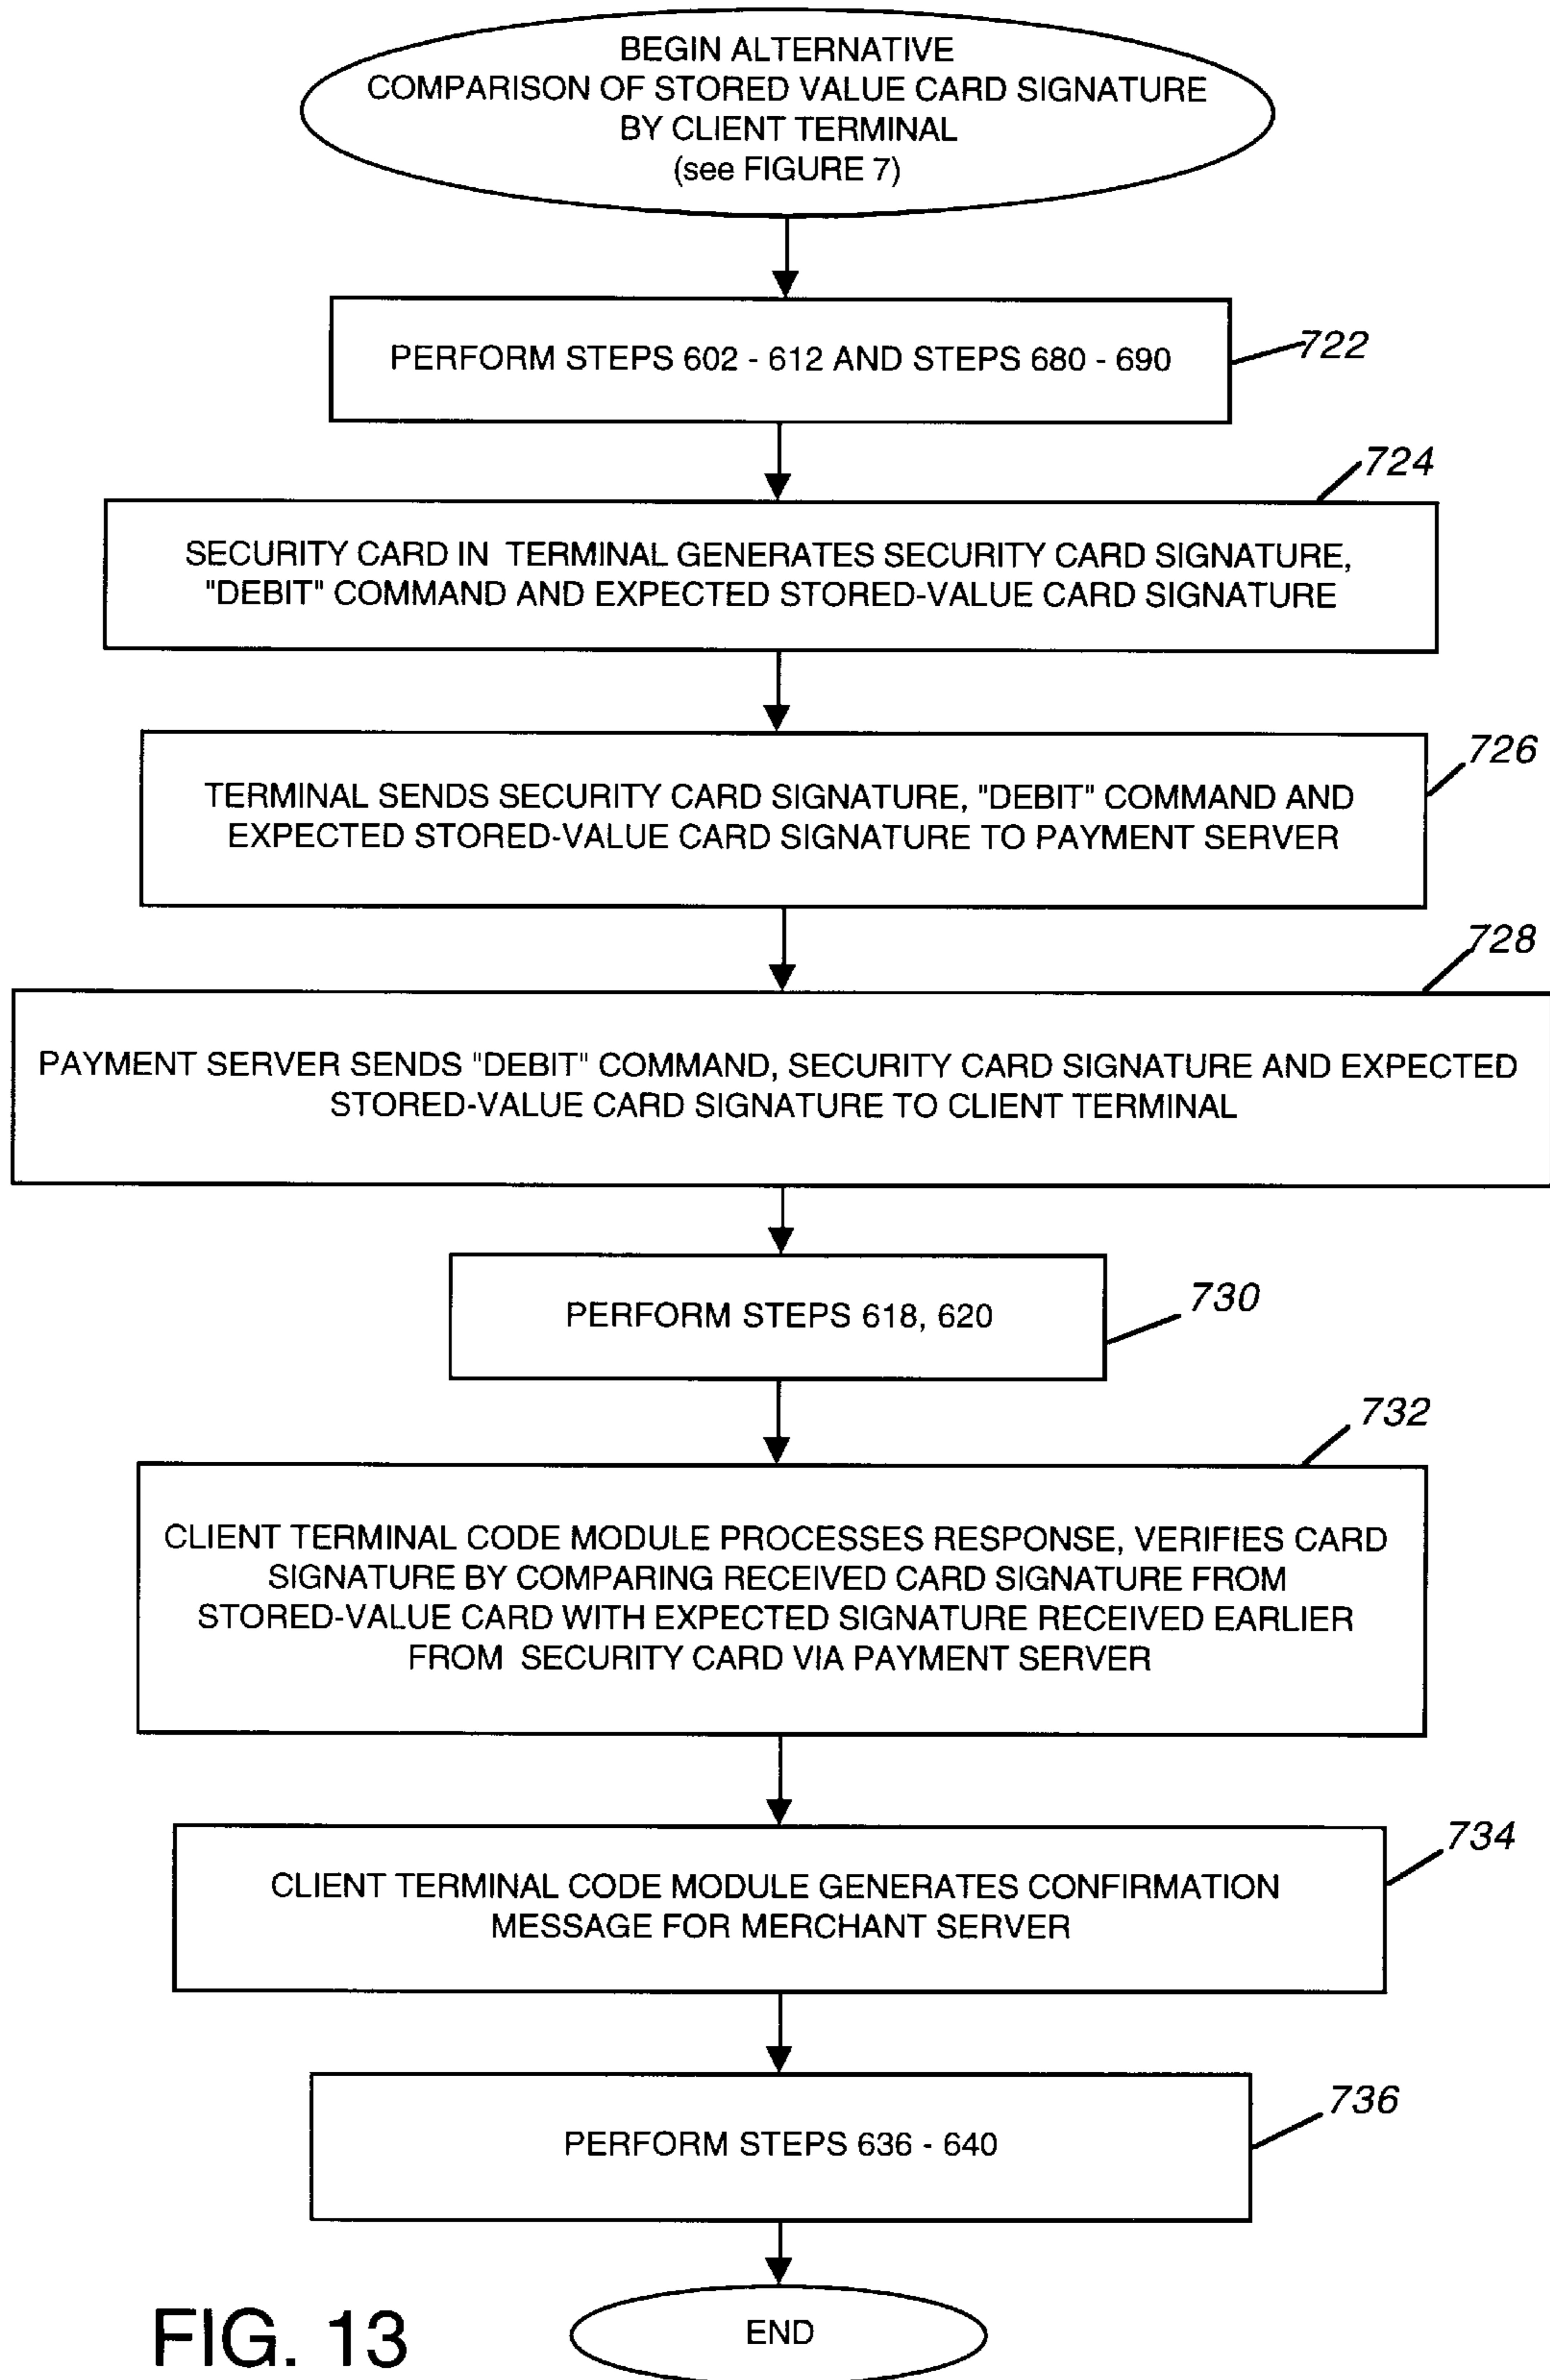 BEGIN ALTERNATIVE
COMPARISON OF STORED VALUE CARD SIGNATURE
BY CLIENT TERMINAL
(see FIGURE 7)
PERFORM STEPS 602 - 612 AND STEPS 680 - 690
722
724
SECURITY CARD IN TERMINAL GENERATES SECURITY CARD SIGNATURE,
"DEBIT" COMMAND AND EXPECTED STORED-VALUE CARD SIGNATURE
726
TERMINAL SENDS SECURITY CARD SIGNATURE, "DEBIT" COMMAND AND
EXPECTED STORED-VALUE CARD SIGNATURE TO PAYMENT SERVER
728
PAYMENT SERVER SENDS "DEBIT" COMMAND, SECURITY CARD SIGNATURE AND EXPECTED
STORED-VALUE CARD SIGNATURE TO CLIENT TERMINAL
PERFORM STEPS 618, 620
730
732
CLIENT TERMINAL CODE MODULE PROCESSES RESPONSE, VERIFIES CARD
SIGNATURE BY COMPARING RECEIVED CARD SIGNATURE FROM
STORED-VALUE CARD WITH EXPECTED SIGNATURE RECEIVED EARLIER
FROM SECURITY CARD VIA PAYMENT SERVER
734
CLIENT TERMINAL CODE MODULE GENERATES CONFIRMATION
MESSAGE FOR MERCHANT SERVER
736
PERFORM STEPS 636 - 640
END
FIG. 13